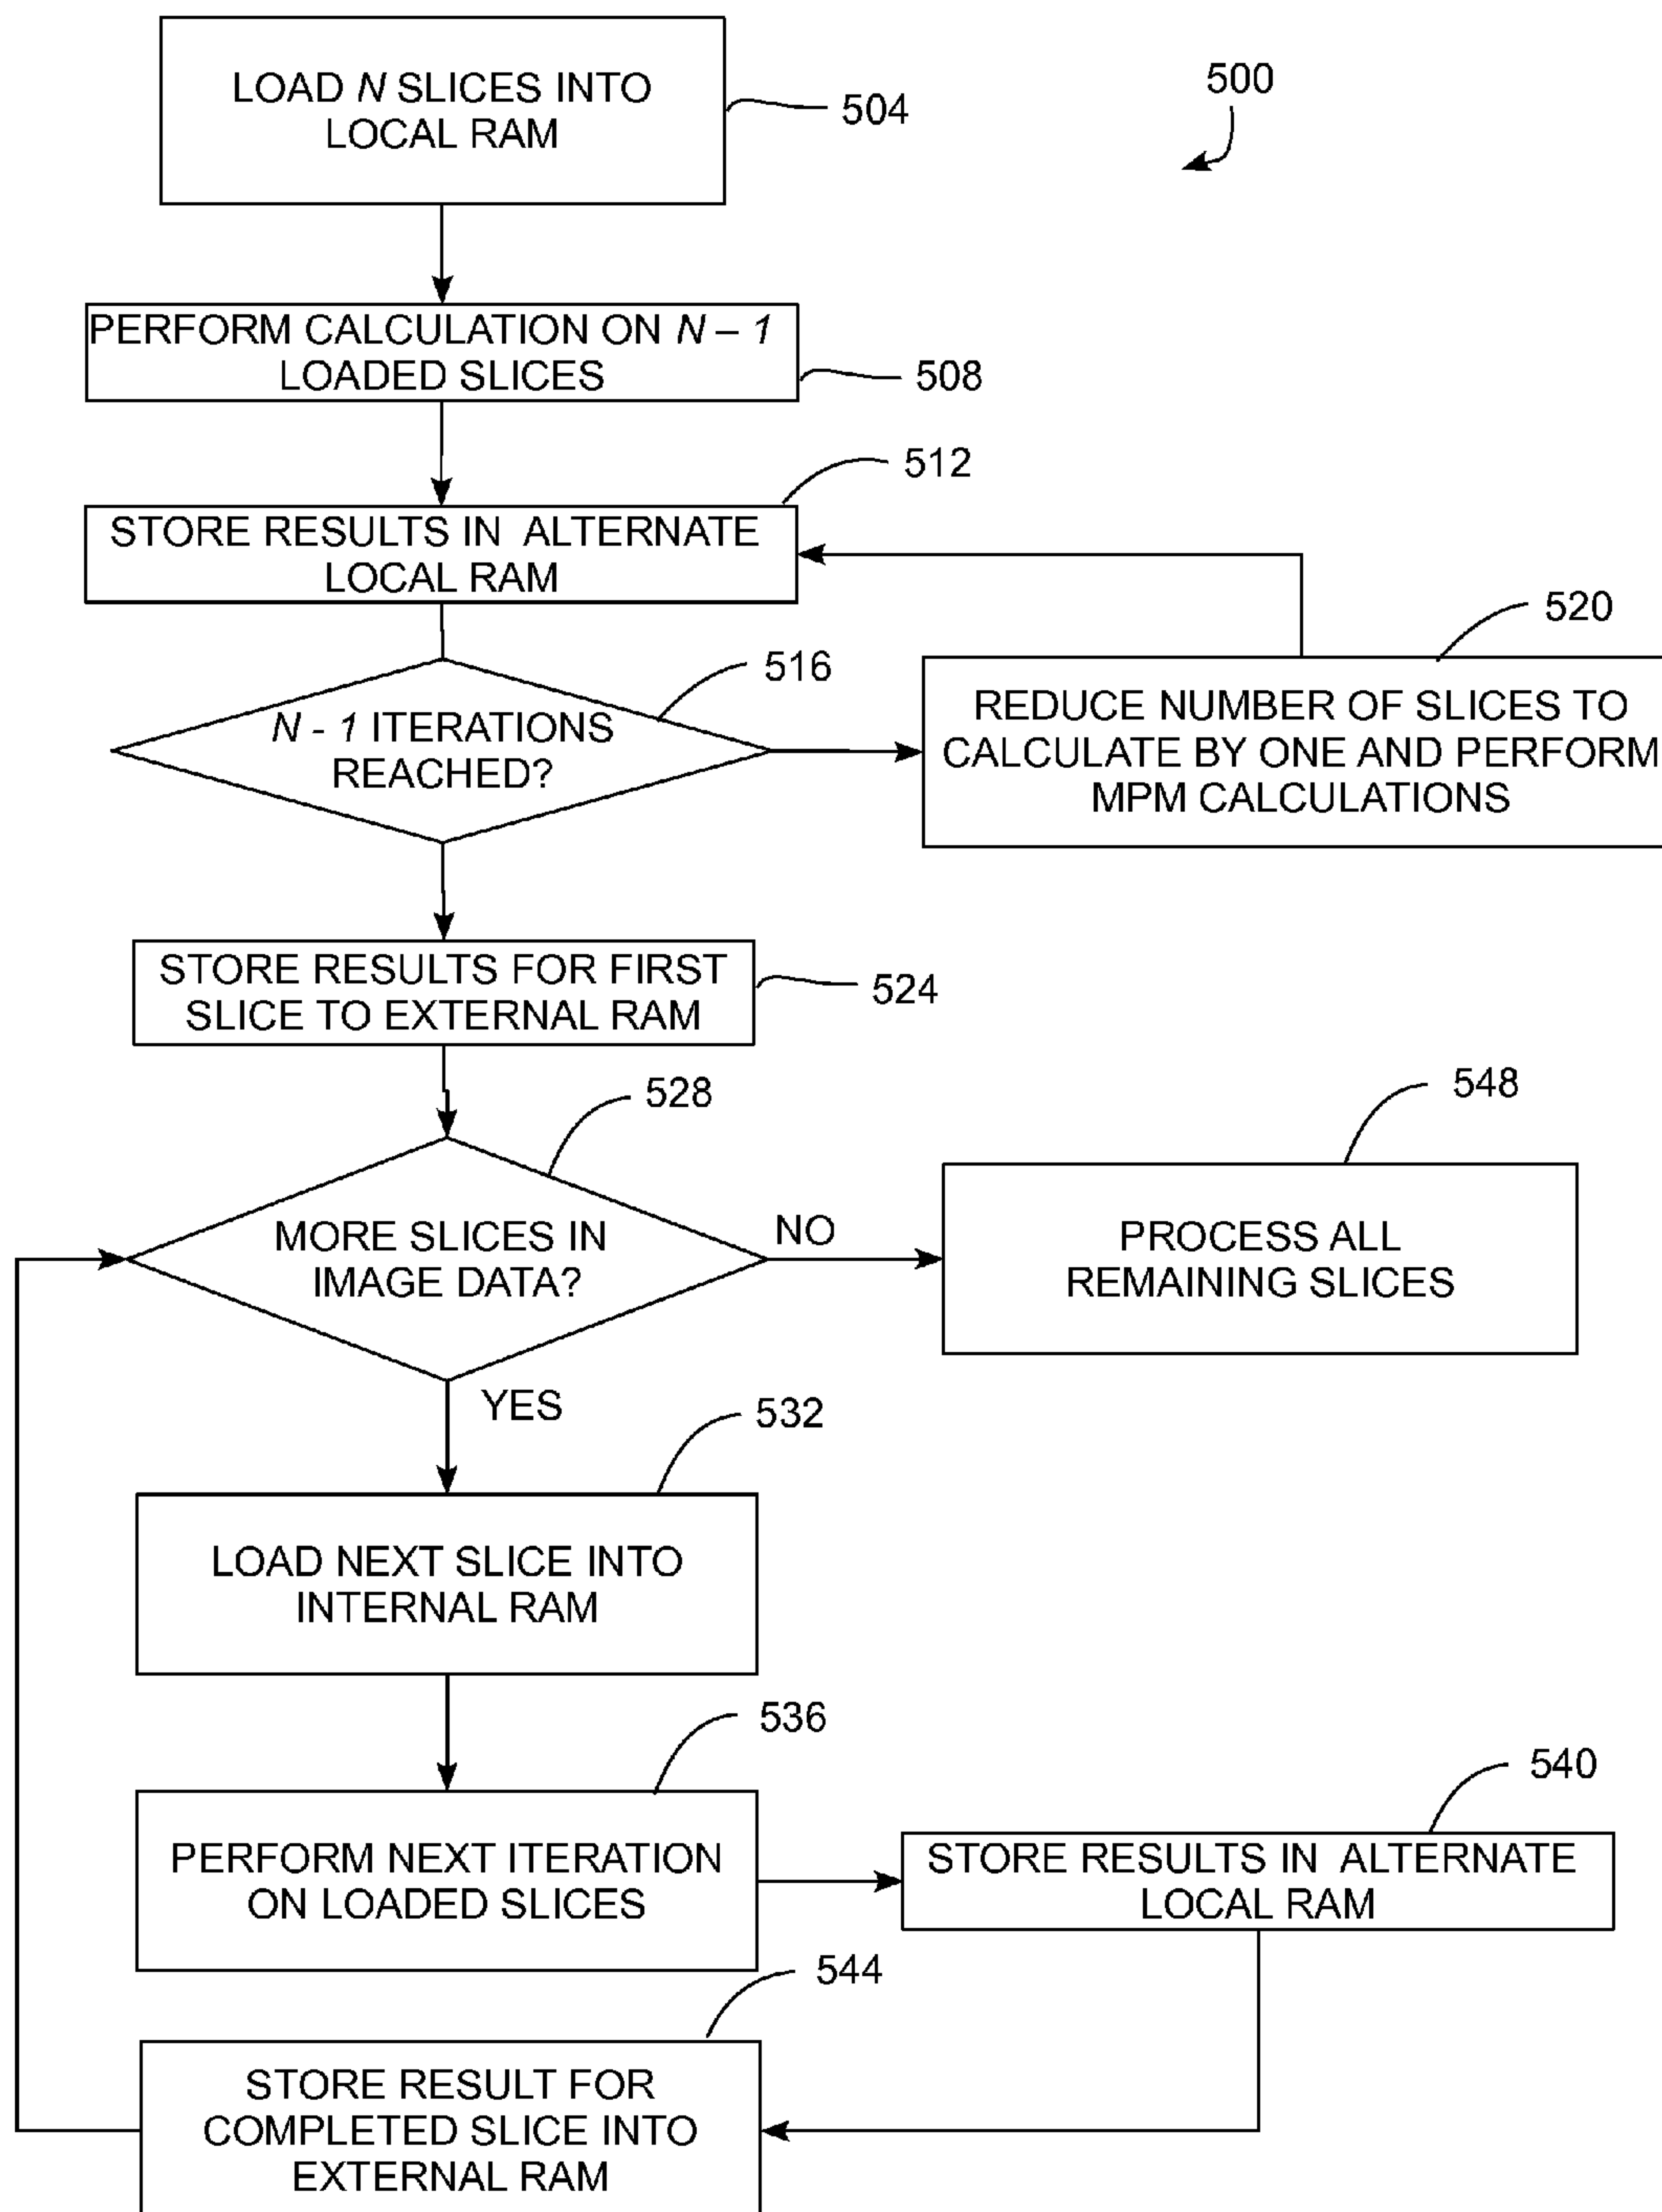 LOAD N SLICES INTO
LOCAL RAM
504
500
PERFORM CALCULATION ON N – 1
LOADED SLICES
508
512
STORE RESULTS IN ALTERNATE
LOCAL RAM
516
N - 1 ITERATIONS
REACHED?
520
REDUCE NUMBER OF SLICES TO
CALCULATE BY ONE AND PERFORM
MPM CALCULATIONS
STORE RESULTS FOR FIRST
SLICE TO EXTERNAL RAM
524
528
MORE SLICES IN
IMAGE DATA?
NO
548
PROCESS ALL
REMAINING SLICES
YES
532
LOAD NEXT SLICE INTO
INTERNAL RAM
536
PERFORM NEXT ITERATION
ON LOADED SLICES
540
STORE RESULTS IN ALTERNATE
LOCAL RAM
544
STORE RESULT FOR
COMPLETED SLICE INTO
EXTERNAL RAM